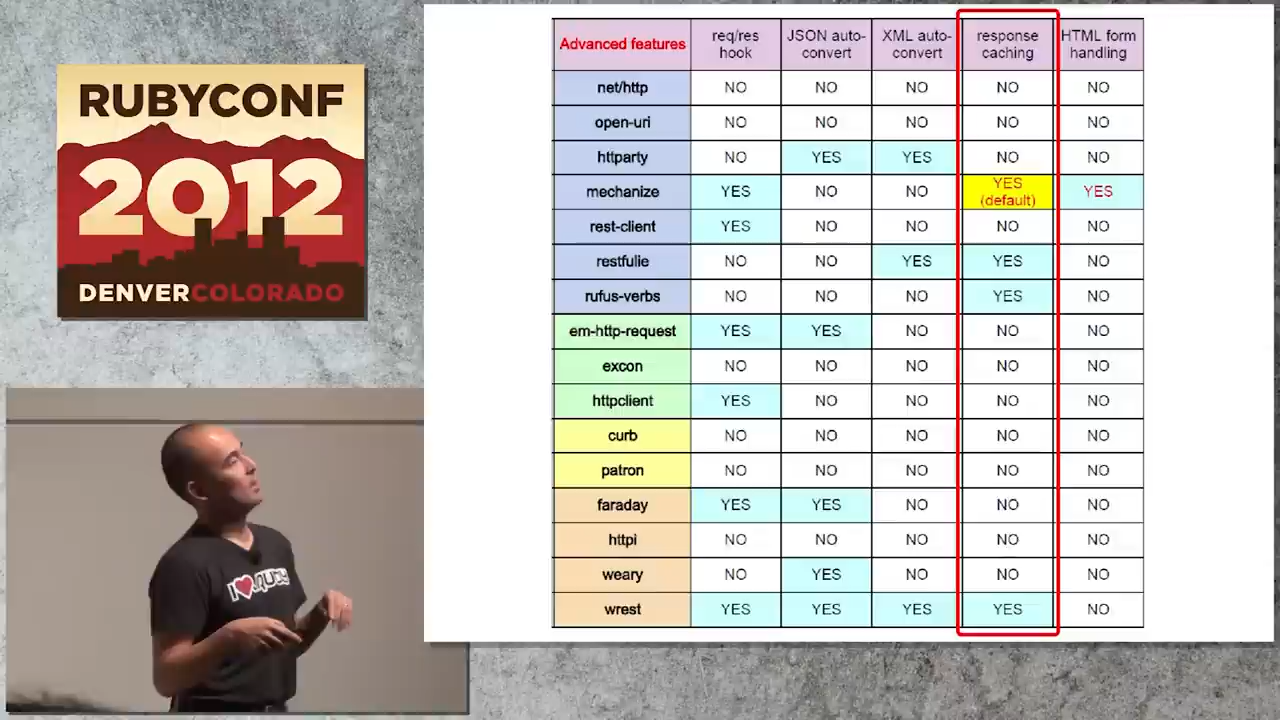 RUBYCONF
2012
DENVERCOLORADO
I RUBY
Advanced features req/res hook JSON auto-convert XML auto-convert response caching HTML form handling
net/http NO NO NO NO NO
open-uri NO NO NO NO NO
httparty NO YES YES NO NO
mechanize YES NO NO YES (default) YES
rest-client YES NO NO NO NO
restfulie NO NO YES YES NO
rufus-verbs NO NO NO YES NO
em-http-request YES YES NO NO NO
excon NO NO NO NO NO
httpclient YES NO NO NO NO
curb NO NO NO NO NO
patron NO NO NO NO NO
faraday YES YES NO NO NO
httpi NO NO NO NO NO
weary NO YES NO NO NO
wrest YES YES YES YES NO